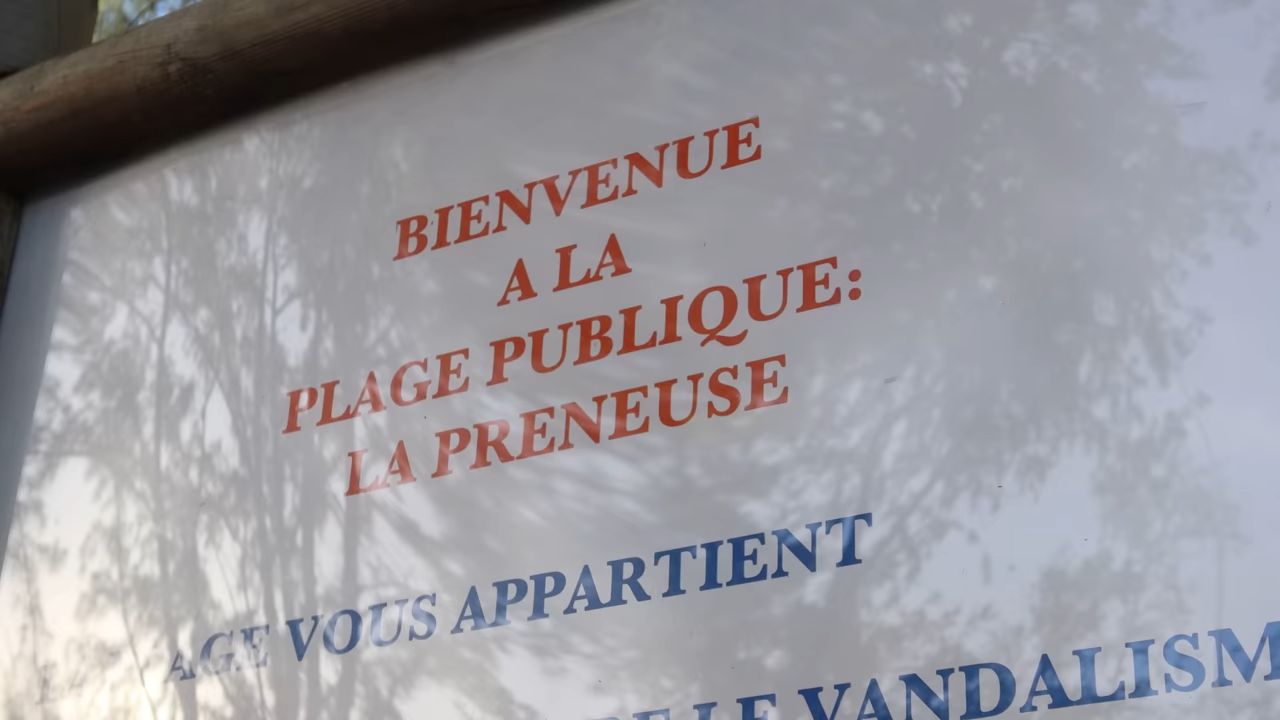 BIENVENUE
A LA
PLAGE PUBLIQUE:
LA PRENEUSE
AGE VOUS APPARTIENT
LE VANDALISM